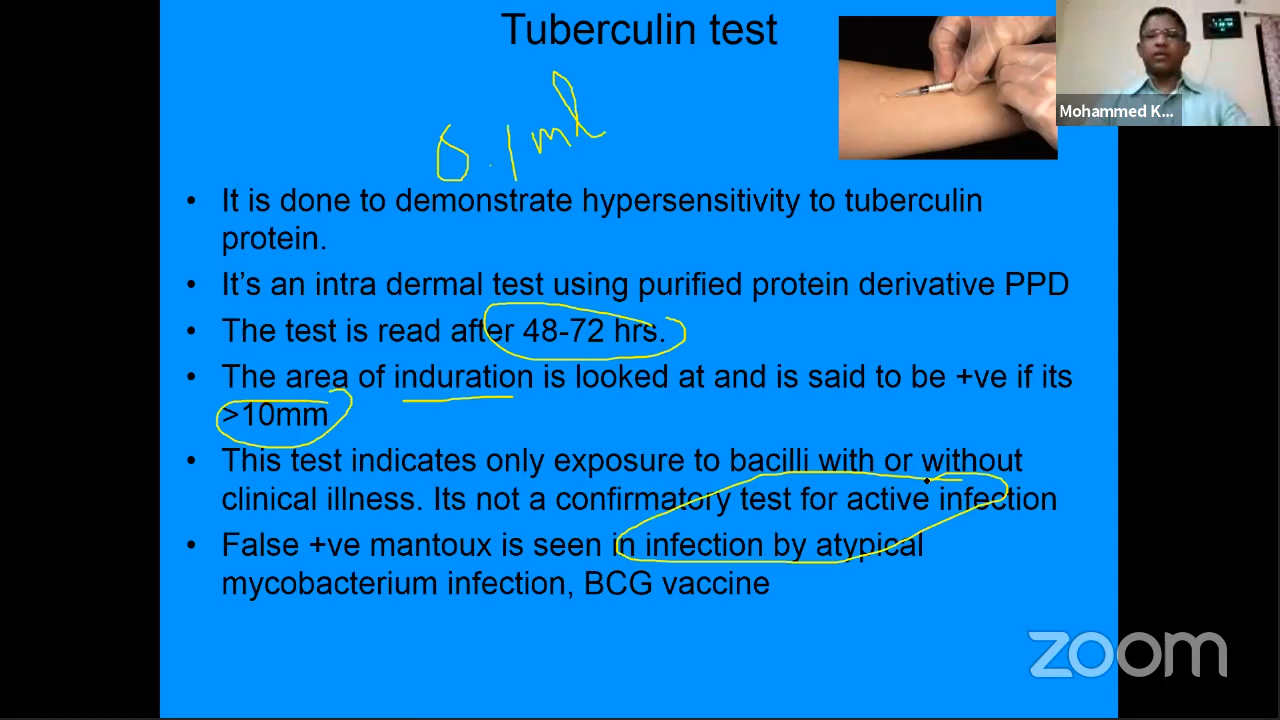 Tuberculin test
Mohammed K...
0.1 ml
• It is done to demonstrate hypersensitivity to tuberculin
protein.
• It's an intra dermal test using purified protein derivative PPD
• The test is read after 48-72 hrs.
• The area of induration is looked at and is said to be +ve if its
>10mm
• This test indicates only exposure to bacilli with or without
clinical illness. Its not a confirmatory test for active infection
• False +ve mantoux is seen in infection by atypical
mycobacterium infection, BCG vaccine
zoom